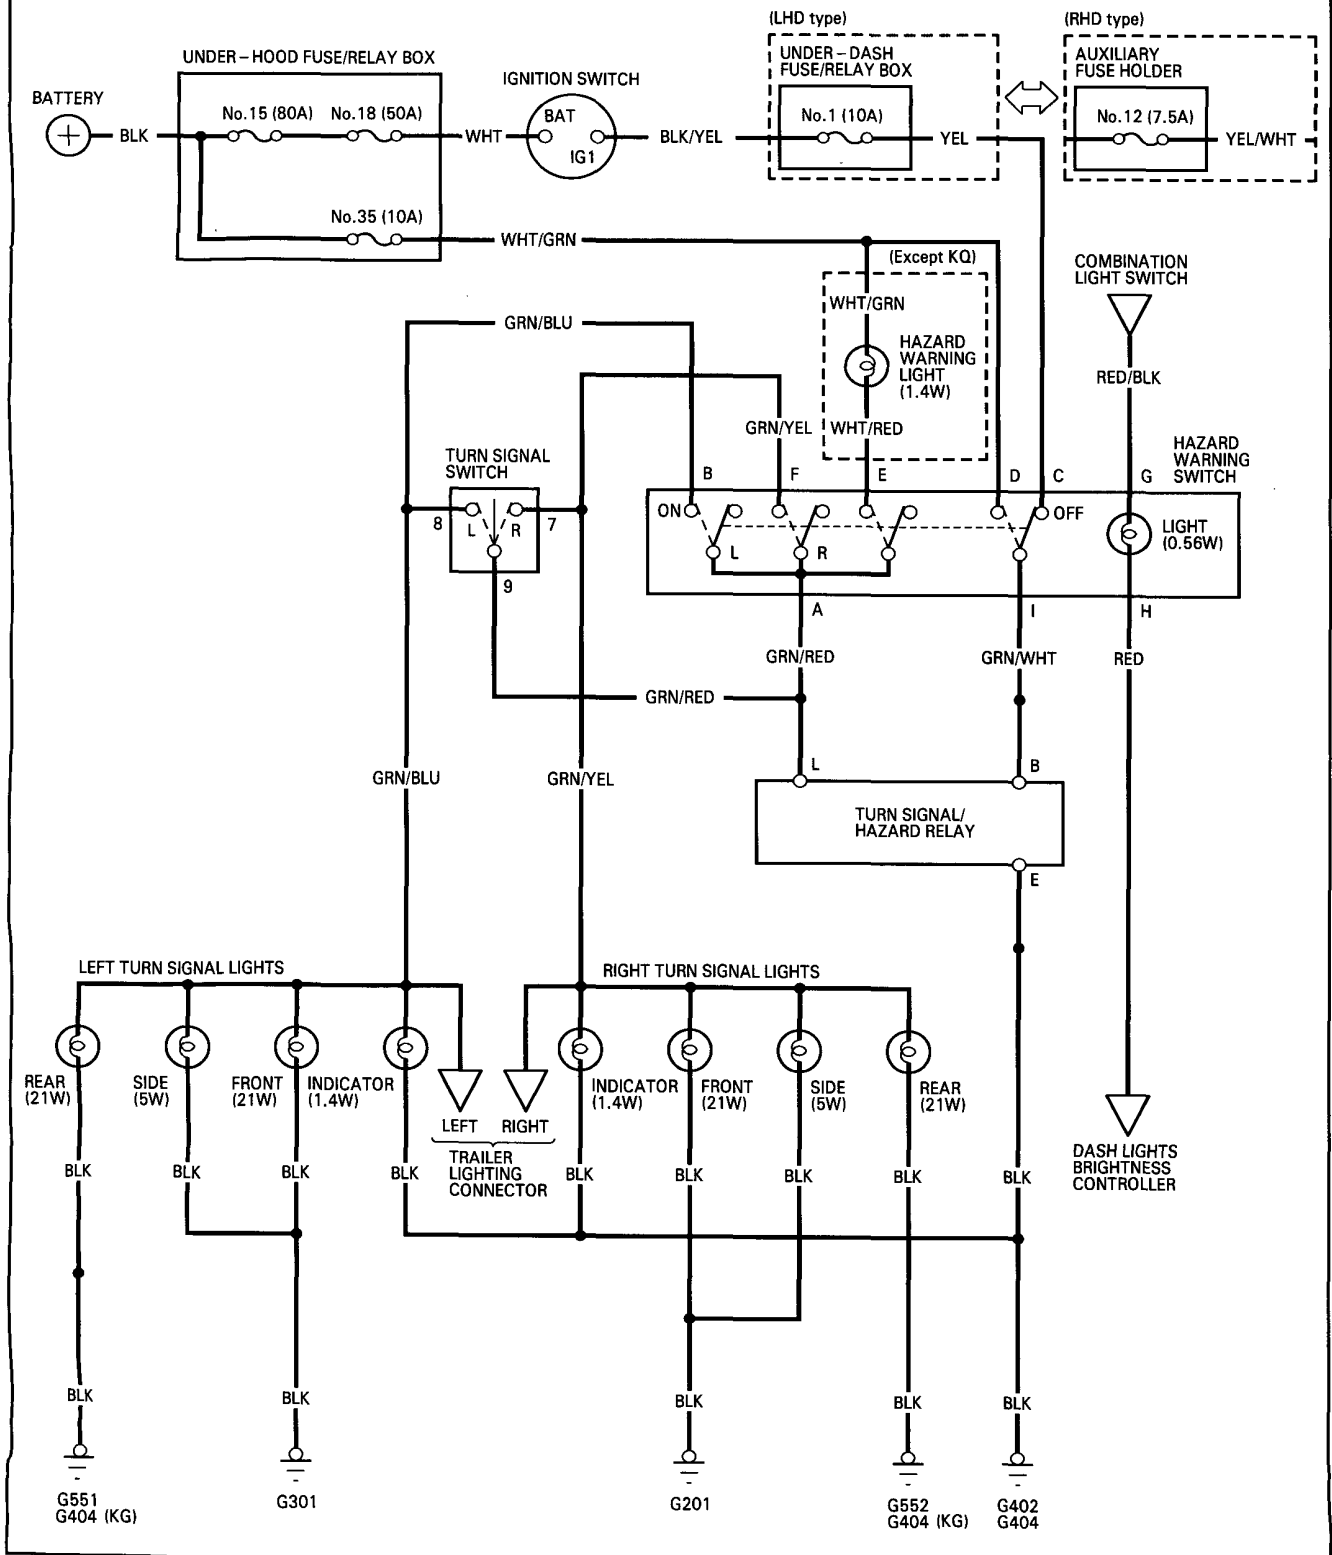 (LHD type)
(RHD type)
UNDER-HOOD FUSE/RELAY BOX
UNDER-DASH
FUSE/RELAY BOX
AUXILIARY
FUSE HOLDER
IGNITION SWITCH
BATTERY
No.15 (80A)
No.18 (50A)
BAT
IG1
No.1 (10A)
No.12 (7.5A)
+
BLK
WHT
BLK/YEL
YEL
YEL/WHT
No.35 (10A)
WHT/GRN
(Except KQ)
COMBINATION
LIGHT SWITCH
WHT/GRN
GRN/BLU
HAZARD
WARNING
LIGHT
(1.4W)
RED/BLK
GRN/YEL
WHT/RED
TURN SIGNAL
SWITCH
HAZARD
WARNING
SWITCH
B
F
E
D
C
G
ON
OFF
8
L
R
7
L
R
LIGHT
(0.56W)
9
A
I
H
GRN/RED
GRN/WHT
RED
GRN/RED
L
B
GRN/BLU
GRN/YEL
TURN SIGNAL/
HAZARD RELAY
E
LEFT TURN SIGNAL LIGHTS
RIGHT TURN SIGNAL LIGHTS
REAR
(21W)
SIDE
(5W)
FRONT
(21W)
INDICATOR
(1.4W)
INDICATOR
(1.4W)
FRONT
(21W)
SIDE
(5W)
REAR
(21W)
LEFT
RIGHT
TRAILER
LIGHTING
CONNECTOR
DASH LIGHTS
BRIGHTNESS
CONTROLLER
BLK
BLK
BLK
BLK
BLK
BLK
BLK
BLK
BLK
BLK
BLK
BLK
BLK
BLK
G551
G404 (KG)
G301
G201
G552
G404 (KG)
G402
G404